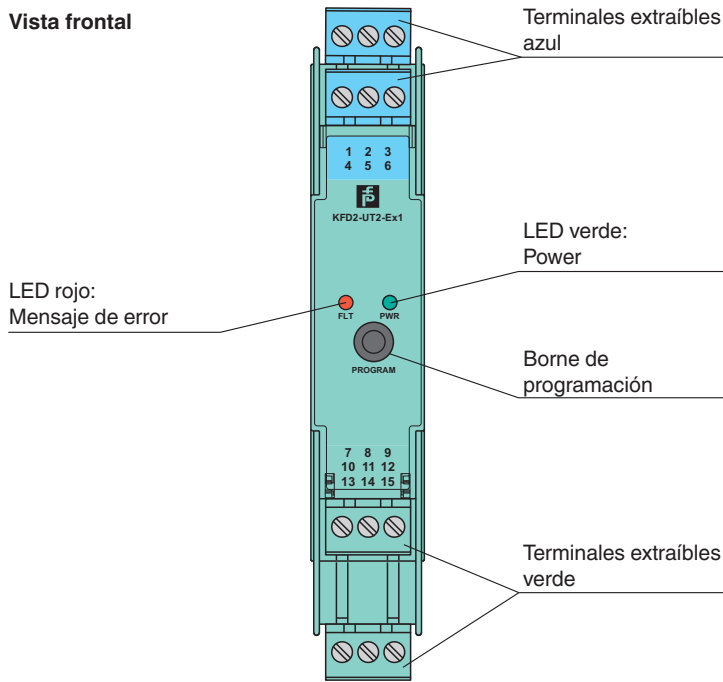 Vista frontal
Terminales extraíbles
azul
1 2 3
4 5 6
KFD2-UT2-Ex1
LED verde:
Power
LED rojo:
Mensaje de error
FLT PWR
PROGRAM
Borne de
programación
7 8 9
10 11 12
13 14 15
Terminales extraíbles
verde